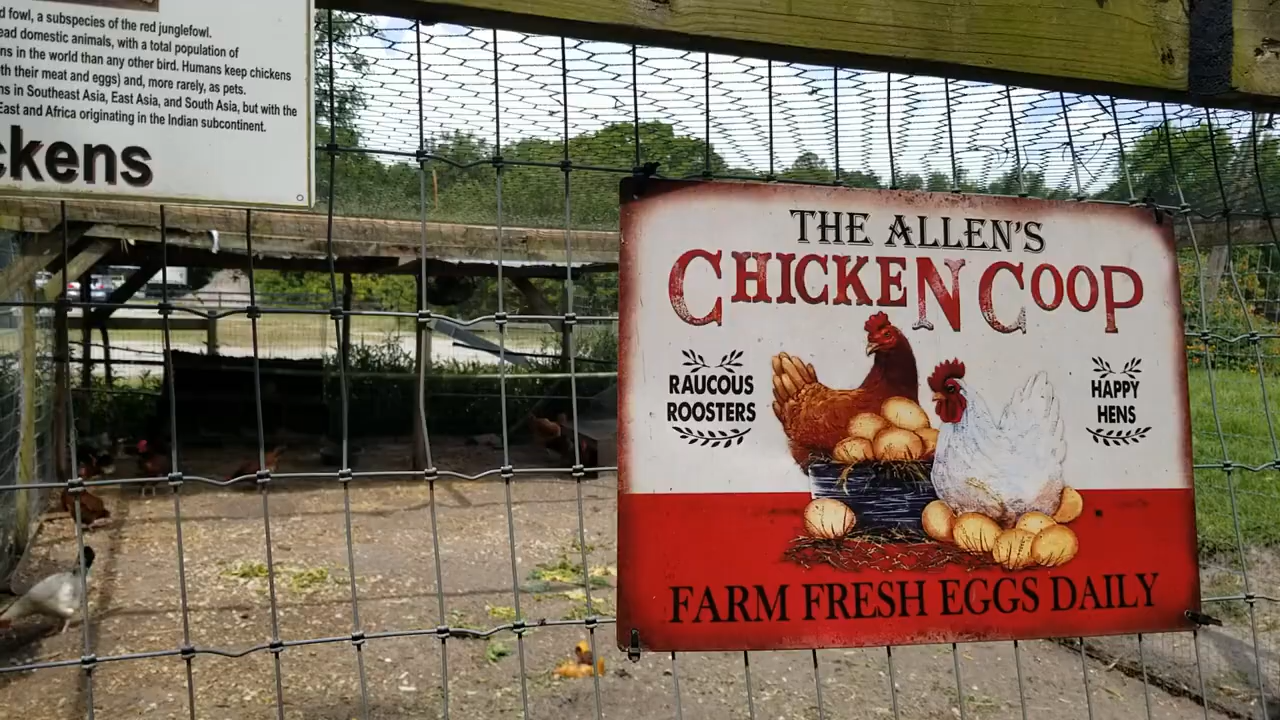 d fowl, a subspecies of the red junglefowl.
ead domestic animals, with a total population of
ns in the world than any other bird. Humans keep chickens
th their meat and eggs) and, more rarely, as pets.
ns in Southeast Asia, East Asia, and South Asia, but with the
East and Africa originating in the Indian subcontinent.
ckens
THE ALLEN'S
CHICKEN COOP
RAUCOUS
ROOSTERS
HAPPY
HENS
FARM FRESH EGGS DAILY